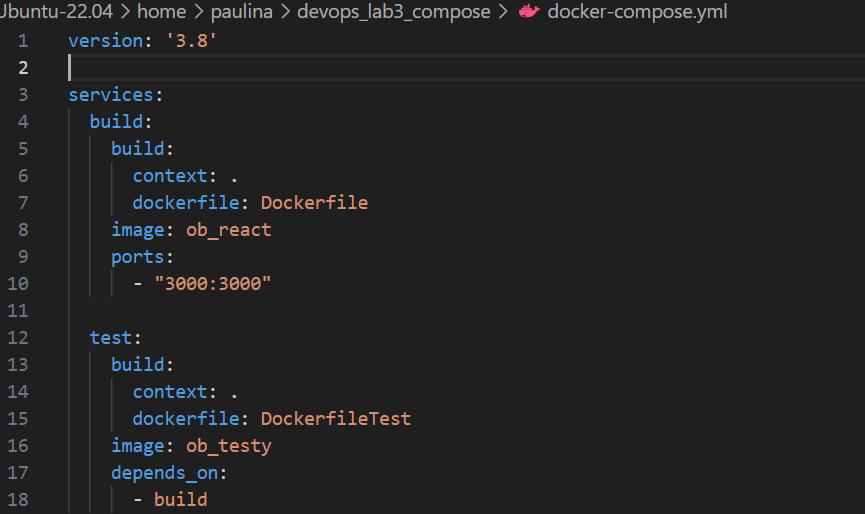 Ubuntu-22.04 > home > paulina > devops_lab3_compose > docker-compose.yml
1 version: '3.8'
2
3 services:
4   build:
5     build:
6       context: .
7       dockerfile: Dockerfile
8     image: ob_react
9     ports:
10       - "3000:3000"
11
12   test:
13     build:
14       context: .
15       dockerfile: DockerfileTest
16     image: ob_testy
17     depends_on:
18       - build